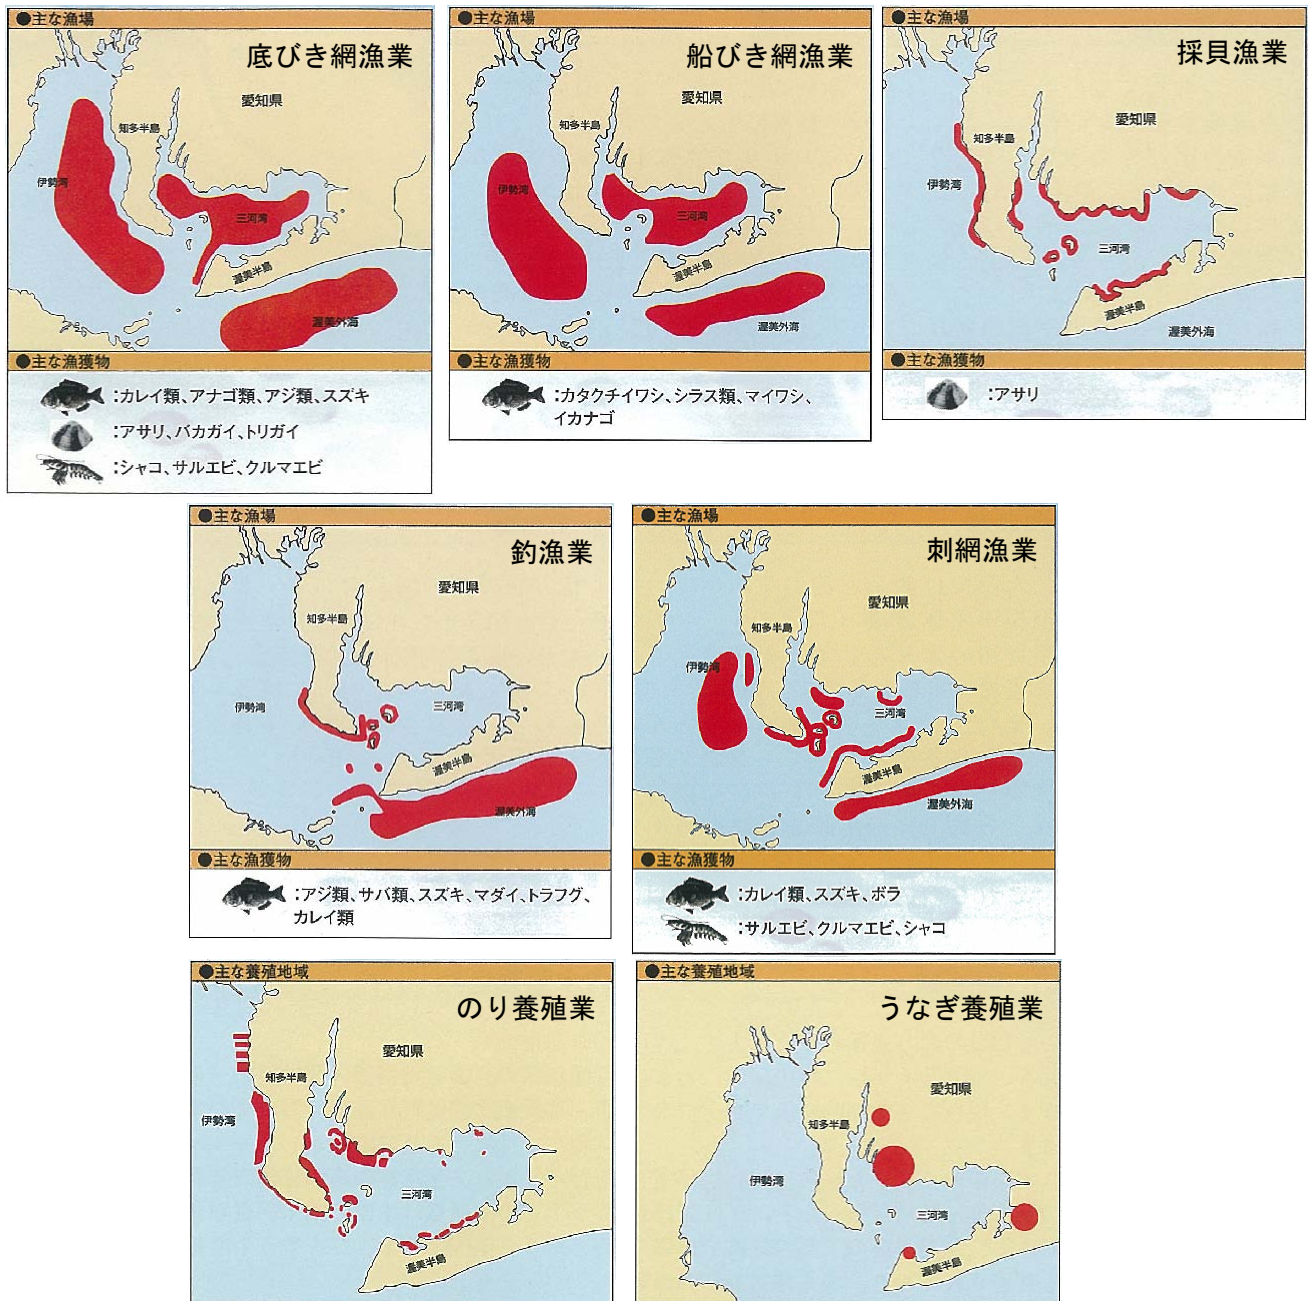 ●主な漁場
底びき網漁業
愛知県
知多半島
伊勢湾
三河湾
渥美半島
渥美外海
●主な漁獲物
:カレイ類、アナゴ類、アジ類、スズキ
:アサリ、バカガイ、トリガイ
:シャコ、サルエビ、クルマエビ
●主な漁場
船びき網漁業
愛知県
知多半島
伊勢湾
三河湾
渥美半島
渥美外海
●主な漁獲物
:カタクチイワシ、シラス類、マイワシ、
イカナゴ
●主な漁場
採貝漁業
愛知県
知多半島
伊勢湾
三河湾
渥美半島
渥美外海
●主な漁獲物
:アサリ
●主な漁場
釣漁業
愛知県
知多半島
伊勢湾
三河湾
渥美半島
渥美外海
●主な漁獲物
:アジ類、サバ類、スズキ、マダイ、トラフグ、
カレイ類
●主な漁場
刺網漁業
愛知県
知多半島
伊勢湾
三河湾
渥美半島
渥美外海
●主な漁獲物
:カレイ類、スズキ、ボラ
:サルエビ、クルマエビ、シャコ
●主な養殖地域
のり養殖業
愛知県
知多半島
伊勢湾
三河湾
渥美半島
●主な養殖地域
うなぎ養殖業
愛知県
知多半島
伊勢湾
三河湾
渥美半島